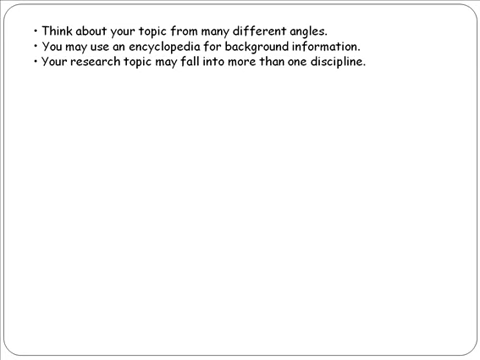 • Think about your topic from many different angles.
• You may use an encyclopedia for background information.
• Your research topic may fall into more than one discipline.